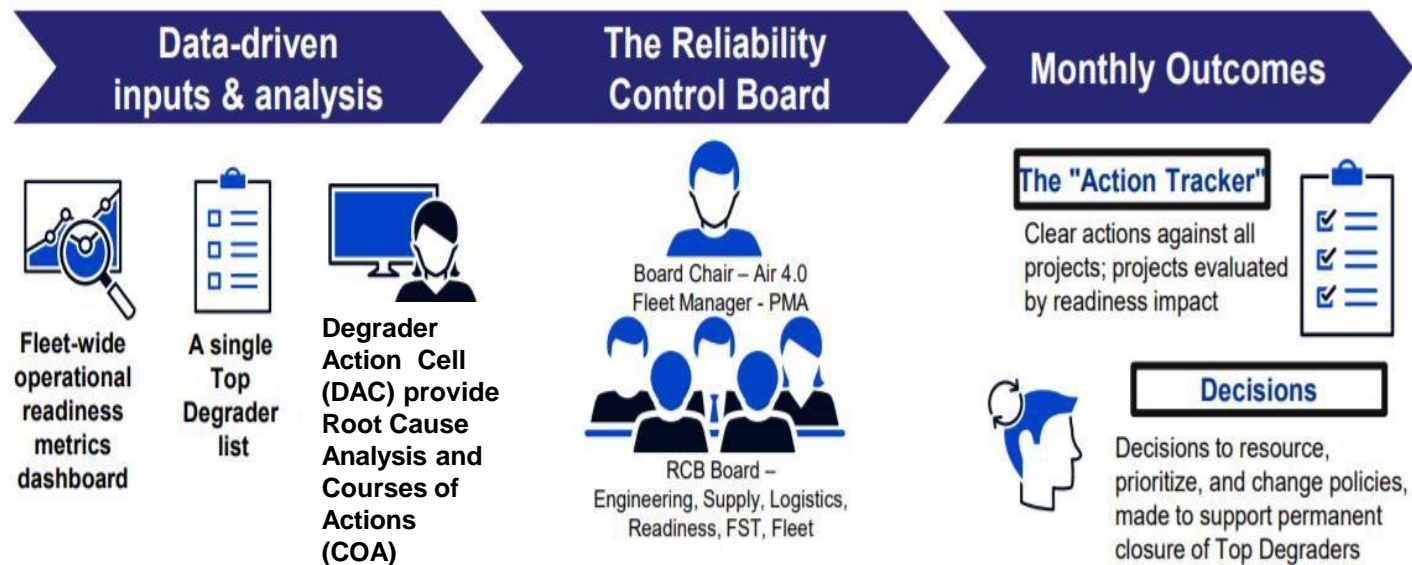 Data-driven
inputs & analysis
The Reliability
Control Board
Monthly Outcomes
Fleet-wide
operational
readiness
metrics
dashboard
A single
Top
Degrader
list
Degrader
Action Cell
(DAC) provide
Root Cause
Analysis and
Courses of
Actions
(COA)
Board Chair – Air 4.0
Fleet Manager - PMA
RCB Board –
Engineering, Supply, Logistics,
Readiness, FST, Fleet
The "Action Tracker"
Clear actions against all
projects; projects evaluated
by readiness impact
Decisions
Decisions to resource,
prioritize, and change policies,
made to support permanent
closure of Top Degraders